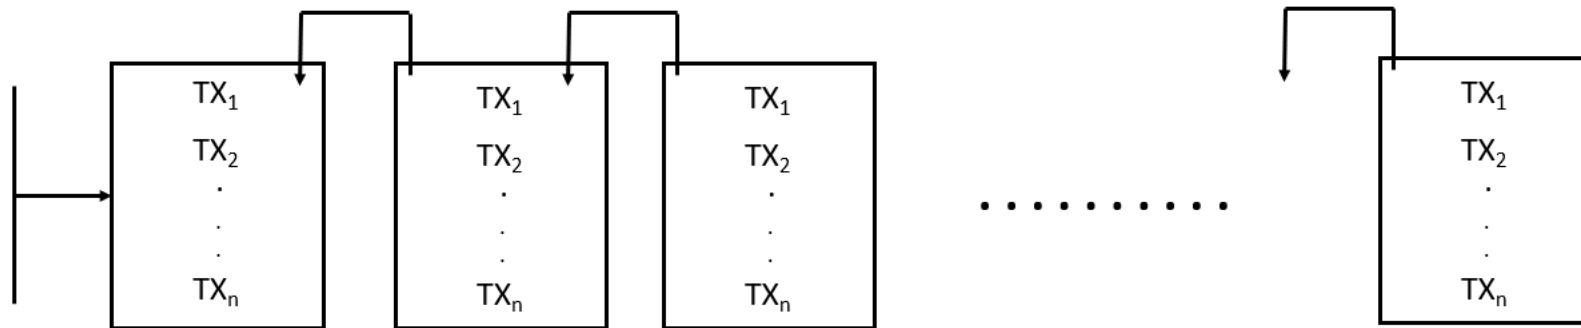 TX₁ TX₁ TX₁ TX₁
TX₂ TX₂ TX₂ TX₂
TXₙ TXₙ TXₙ TXₙ